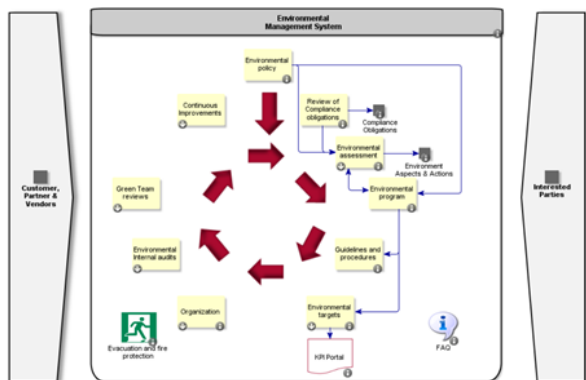 Environmental
Management System
Environmental
policy
Continuous
Improvements
Review of
Compliance
obligations
Compliance
Obligations
Environmental
assessment
Environment
Aspects & Actions
Customer,
Partner &
Vendors
Green Team
reviews
Environmental
program
Interested
Parties
Environmental
Internal audits
Guidelines and
procedures
Organization
Environmental
targets
Evacuation and fire
protection
KPI Portal
FAQ